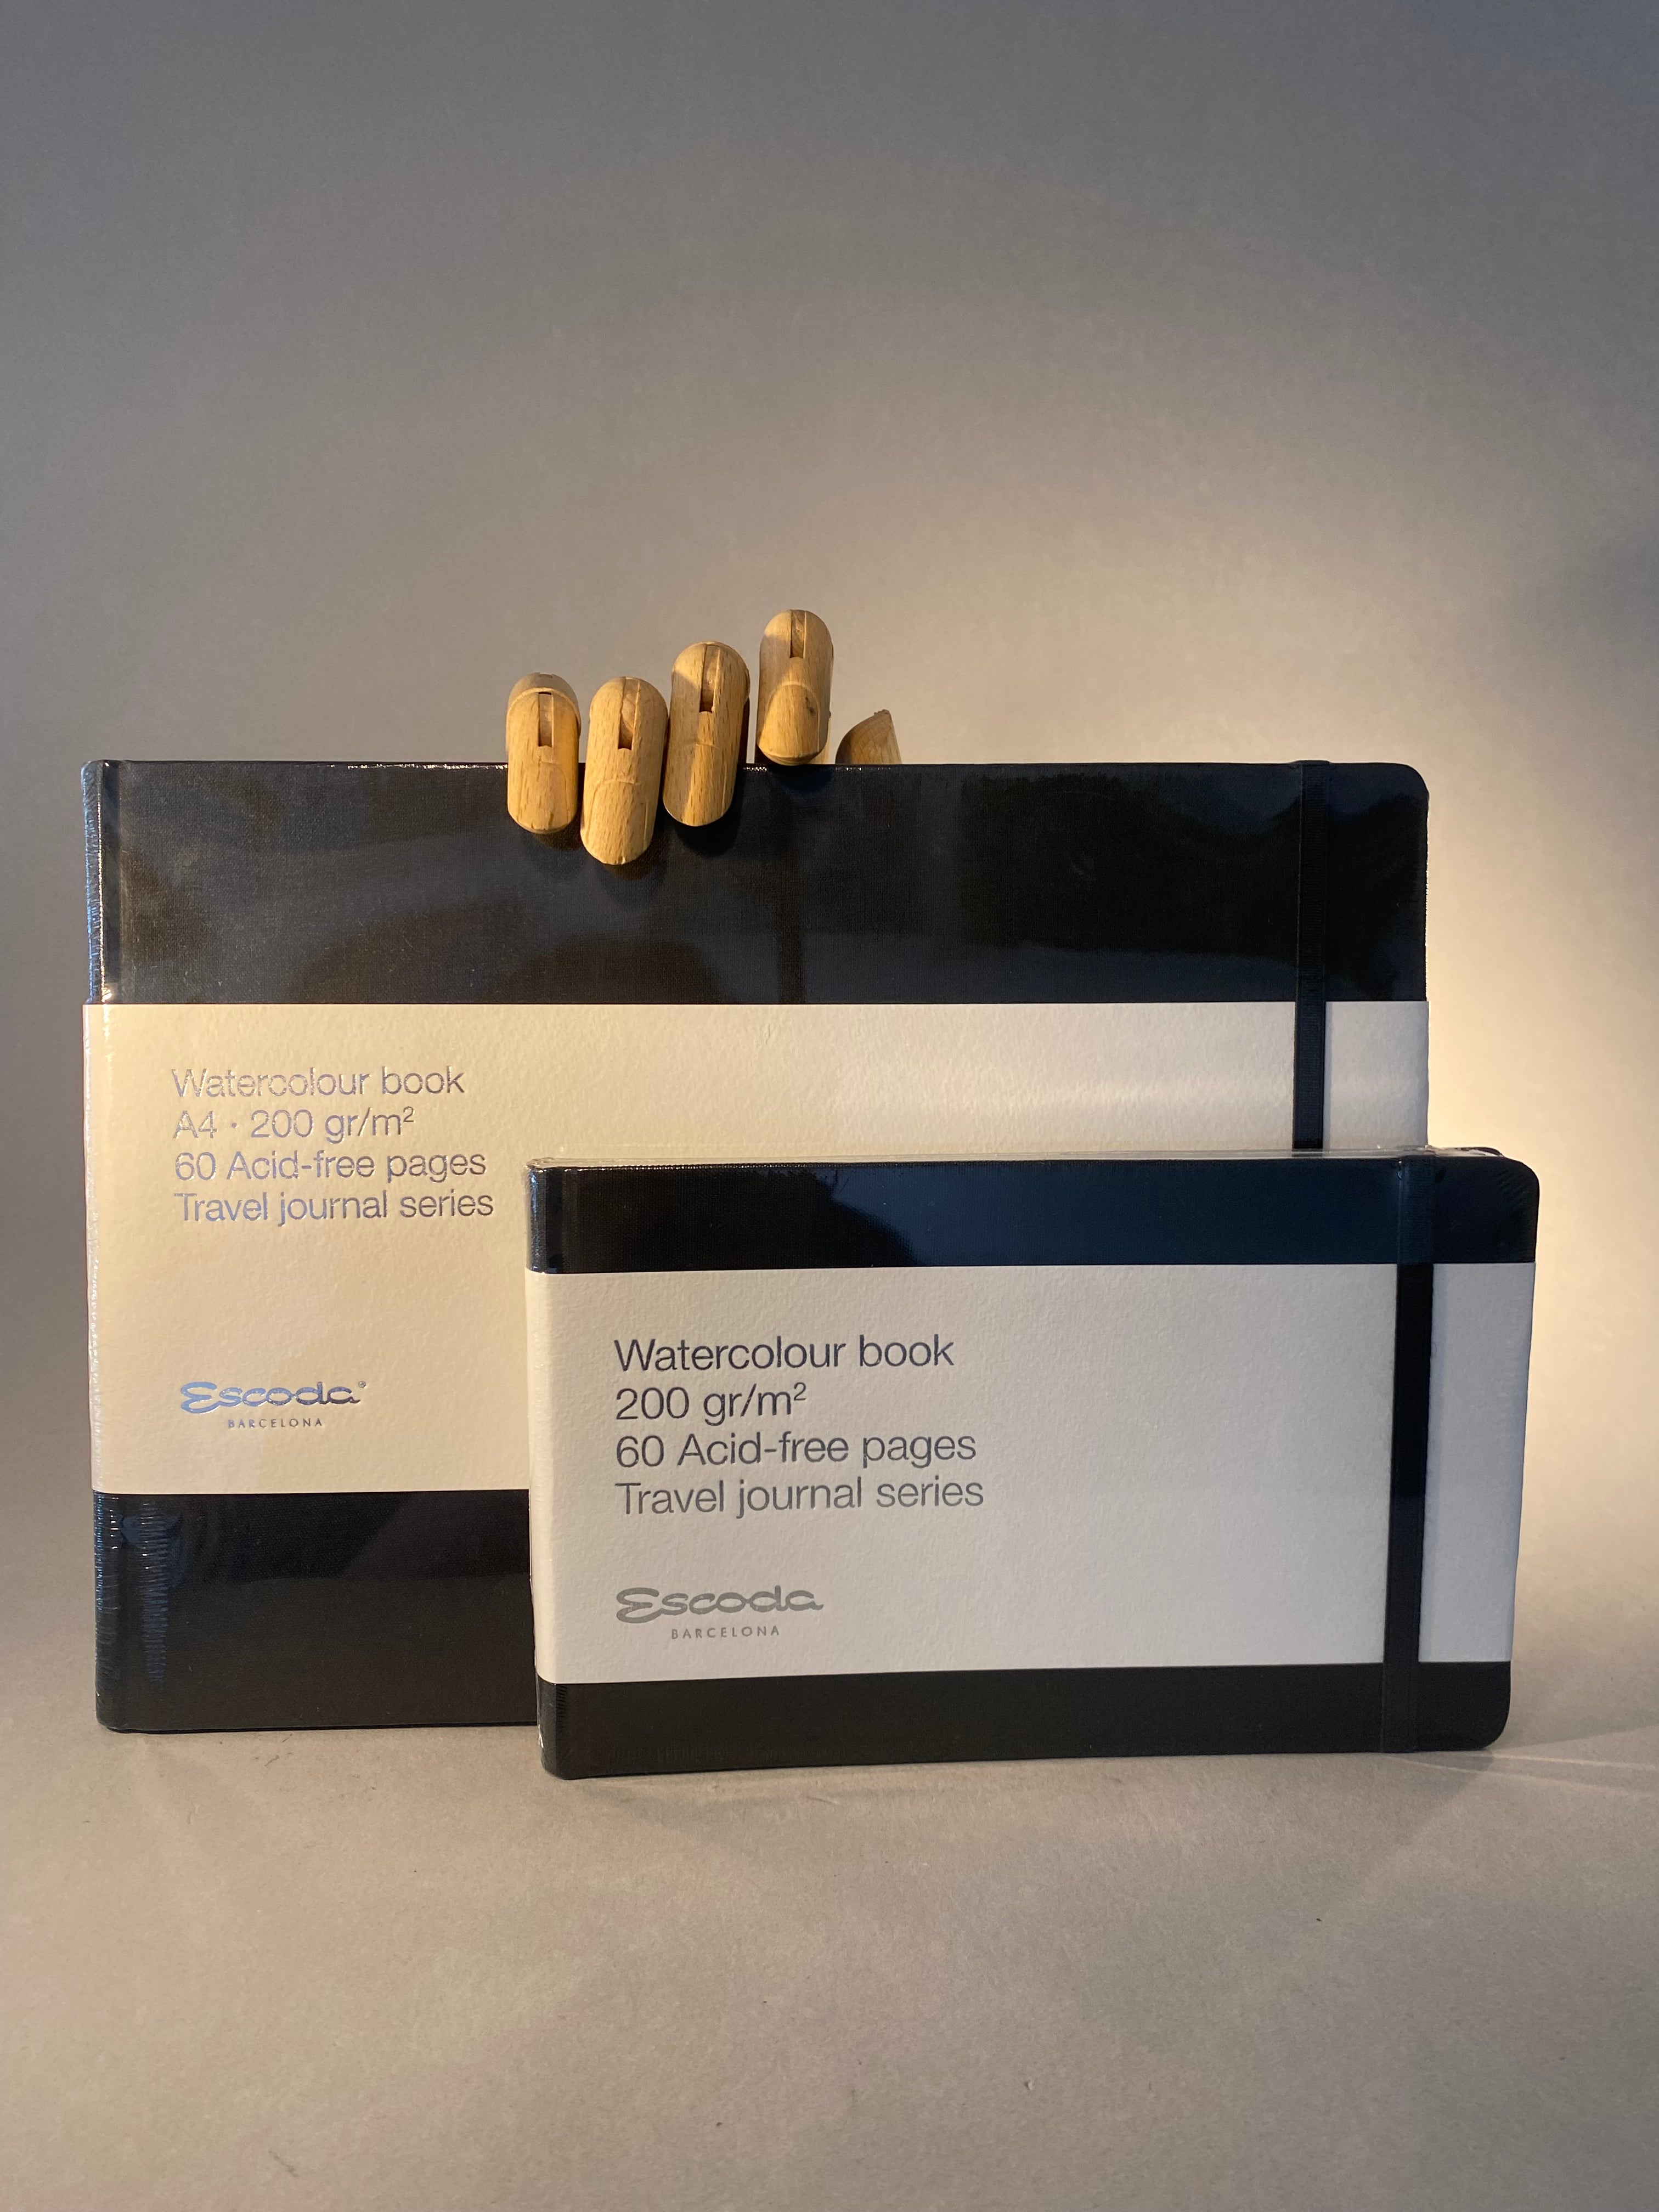 Watercolour book
A4 · 200 gr/m²
60 Acid-free pages
Travel journal series
Escoda®
BARCELONA
Watercolour book
200 gr/m²
60 Acid-free pages
Travel journal series
Escoda
BARCELONA